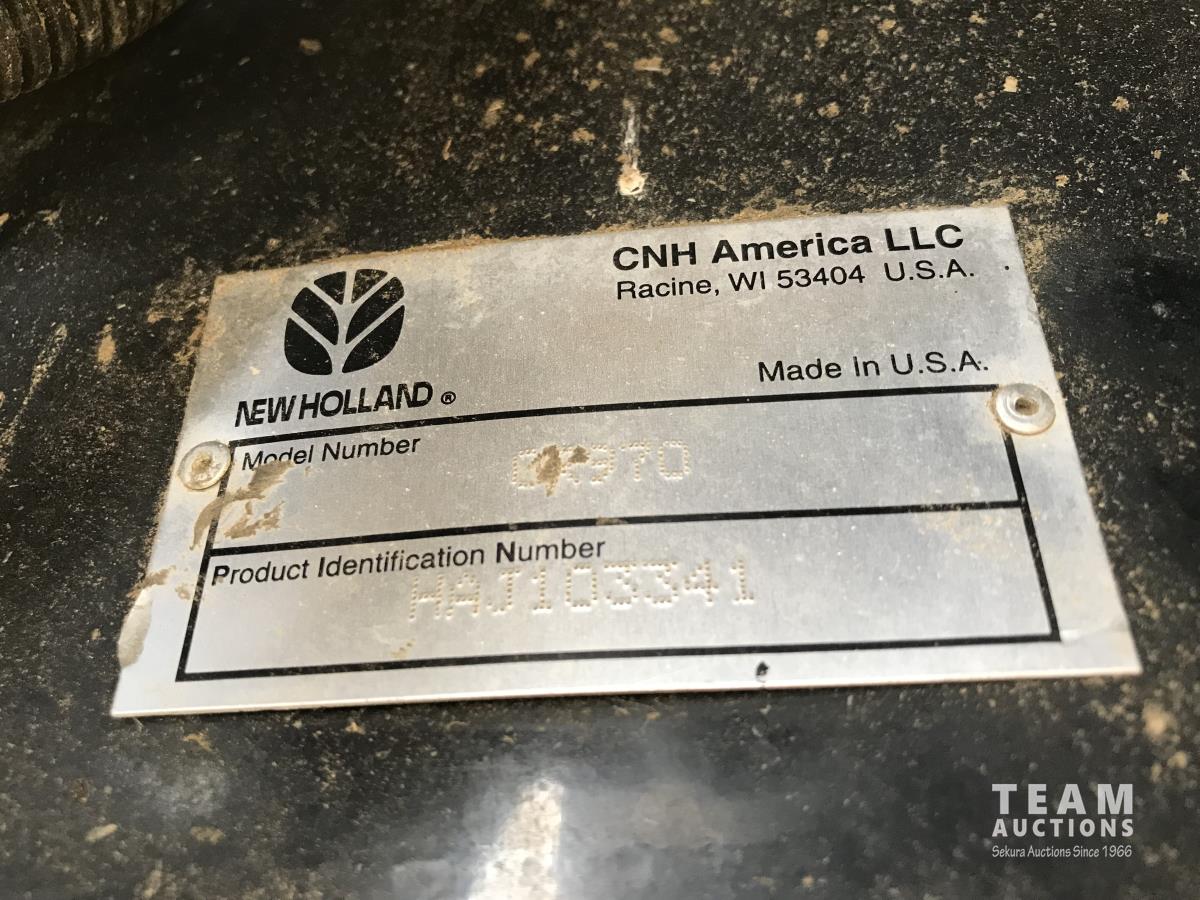 CNH America LLC
Racine, WI 53404 U.S.A.
Made in U.S.A.
NEW HOLLAND ®
Model Number
CR970
Product Identification Number
HAJ103341
TEAM
AUCTIONS
Sekura Auctions Since 1966